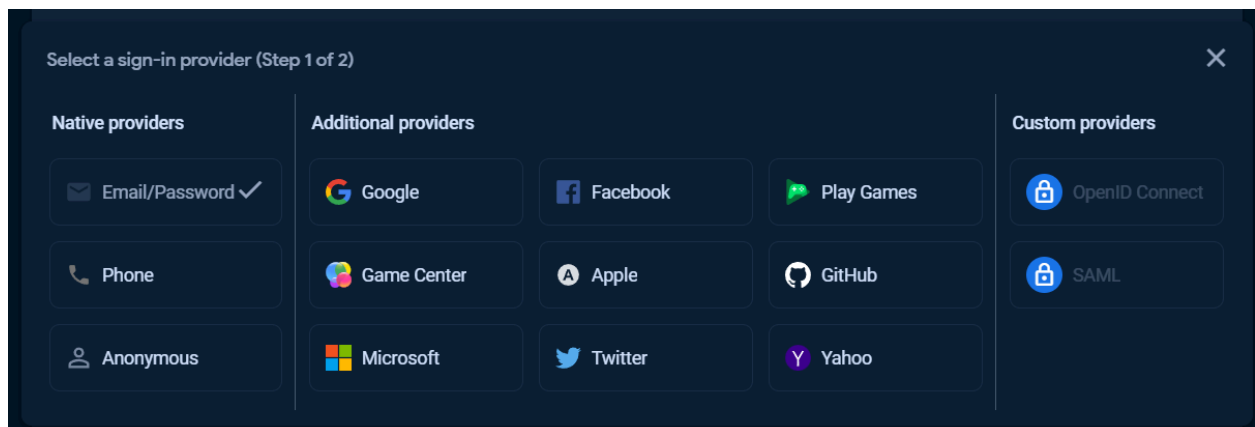 Select a sign-in provider (Step 1 of 2)
Native providers
Additional providers
Custom providers
Email/Password
Google
Facebook
Play Games
OpenID Connect
Phone
Game Center
Apple
GitHub
SAML
Anonymous
Microsoft
Twitter
Yahoo